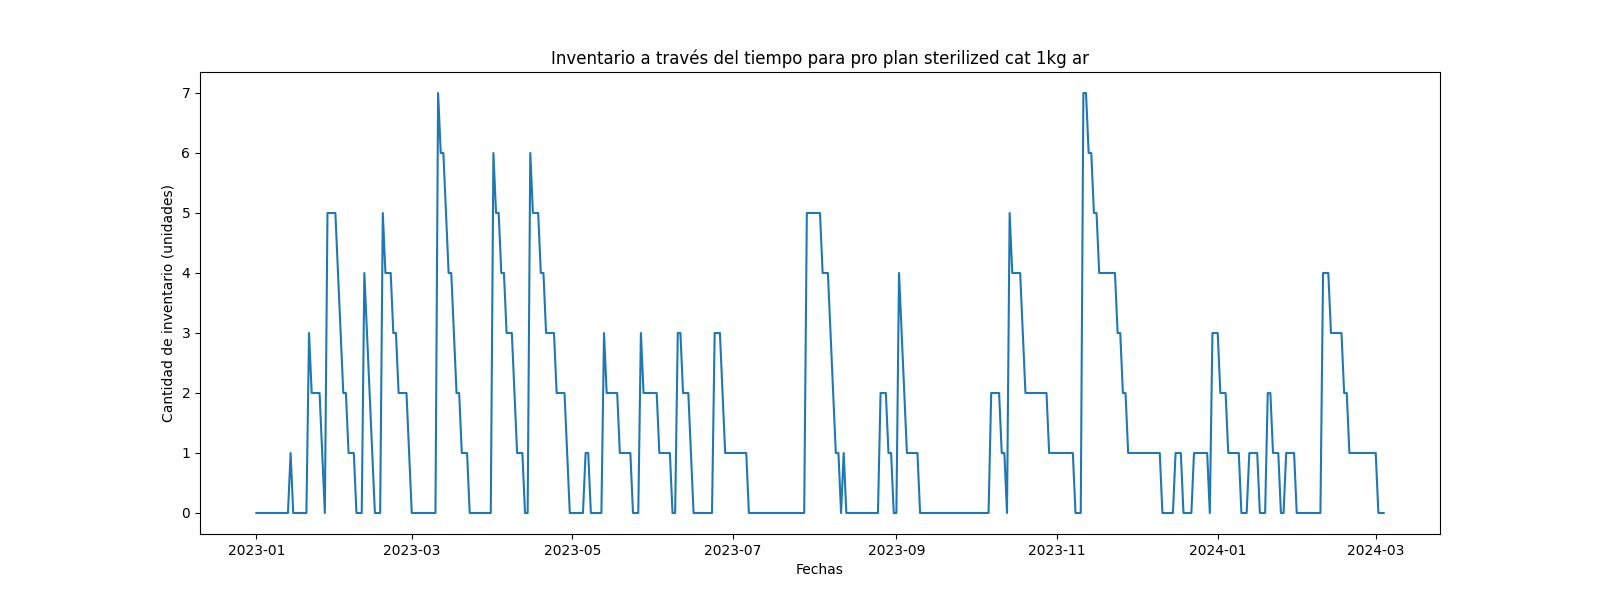 Inventario a través del tiempo para pro plan sterilized cat 1kg ar
Cantidad de inventario (unidades)
7
6
5
4
3
2
1
0
2023-01 2023-03 2023-05 2023-07 2023-09 2023-11 2024-01 2024-03
Fechas